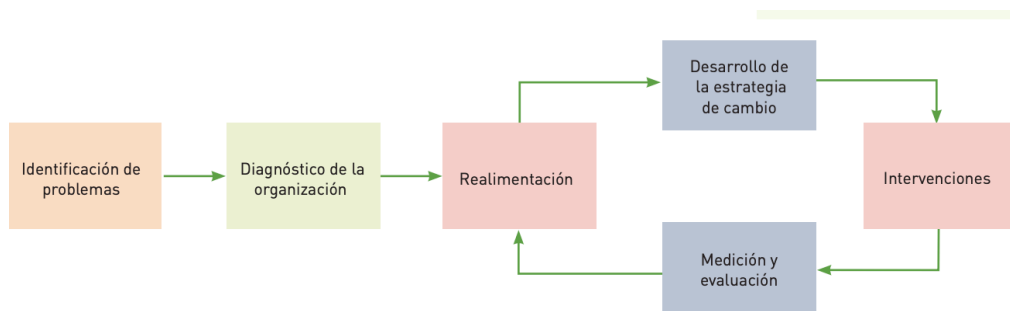 Identificación de
problemas
Diagnóstico de la
organización
Realimentación
Desarrollo de
la estrategia
de cambio
Intervenciones
Medición y
evaluación